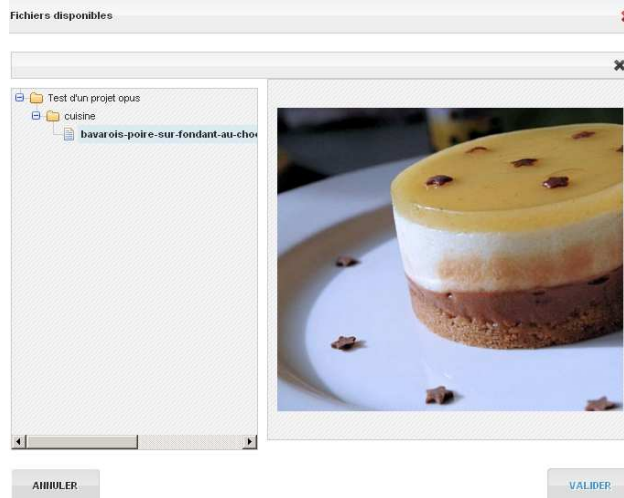 Fichiers disponibles
Test d'un projet opus
cuisine
bavarois-poire-sur-fondant-au-choc
ANNULER
VALIDER